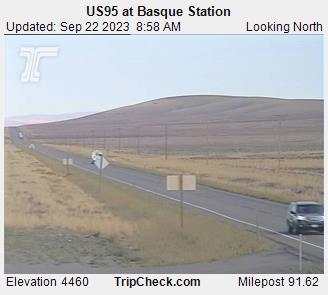 US95 at Basque Station
Updated: Sep 22 2023 8:58 AM Looking North
Elevation 4460 TripCheck.com Milepost 91.62